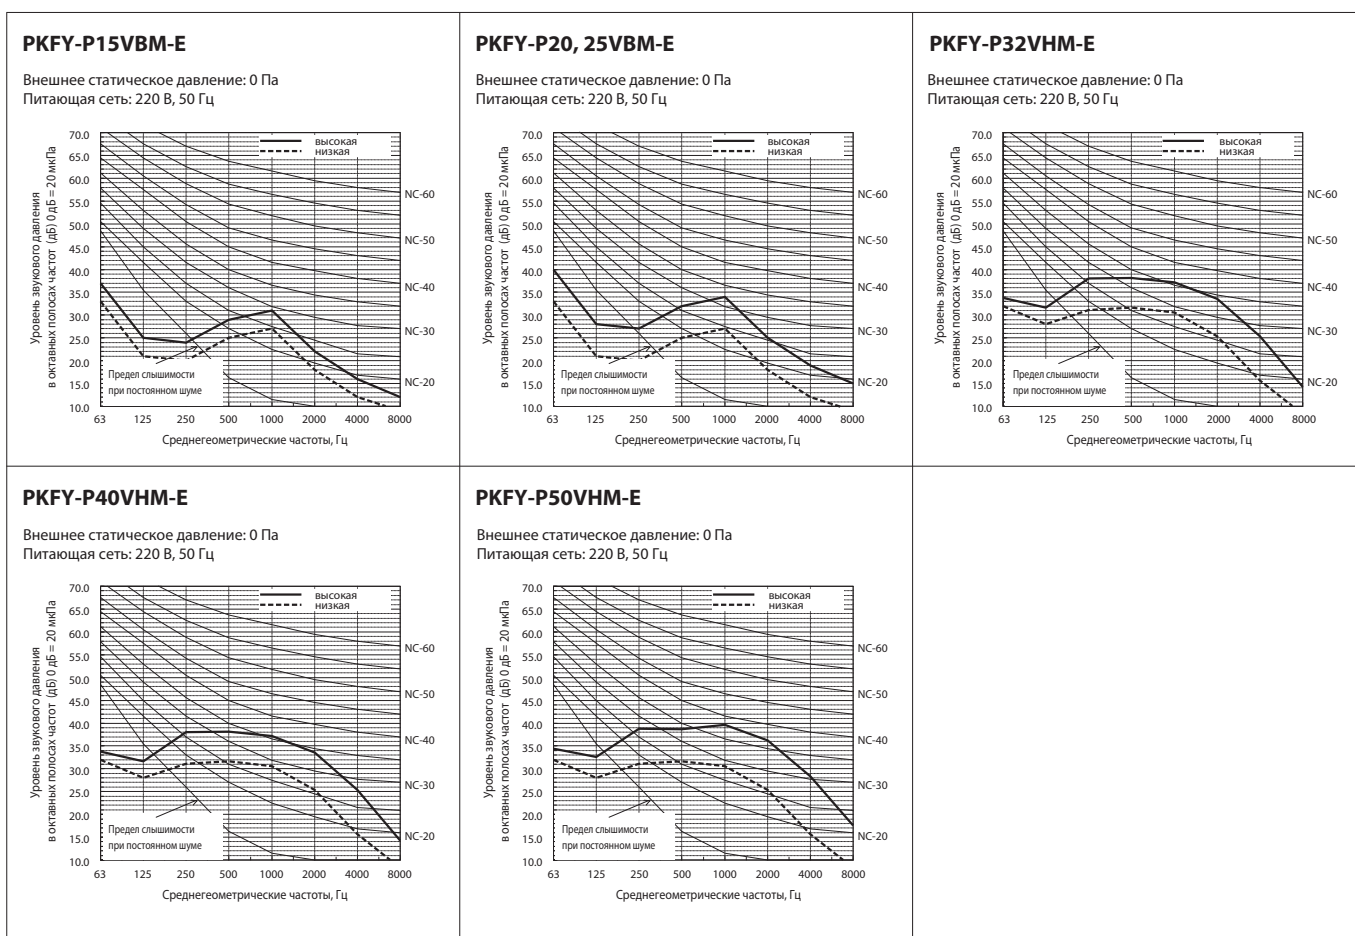 PKFY-P15VBM-E
Внешнее статическое давление: 0 Па
Питающая сеть: 220 В, 50 Гц
Уровень звукового давления
в октавных полосах частот (дБ) 0 дБ = 20 мкПа
70.0
65.0
60.0
55.0
50.0
45.0
40.0
35.0
30.0
25.0
20.0
15.0
10.0
высокая
низкая
NC-60
NC-50
NC-40
NC-30
NC-20
Предел слышимости
при постоянном шуме
63 125 250 500 1000 2000 4000 8000
Среднегеометрические частоты, Гц
PKFY-P20, 25VBM-E
Внешнее статическое давление: 0 Па
Питающая сеть: 220 В, 50 Гц
Уровень звукового давления
в октавных полосах частот (дБ) 0 дБ = 20 мкПа
70.0
65.0
60.0
55.0
50.0
45.0
40.0
35.0
30.0
25.0
20.0
15.0
10.0
высокая
низкая
NC-60
NC-50
NC-40
NC-30
NC-20
Предел слышимости
при постоянном шуме
63 125 250 500 1000 2000 4000 8000
Среднегеометрические частоты, Гц
PKFY-P32VHM-E
Внешнее статическое давление: 0 Па
Питающая сеть: 220 В, 50 Гц
Уровень звукового давления
в октавных полосах частот (дБ) 0 дБ = 20 мкПа
70.0
65.0
60.0
55.0
50.0
45.0
40.0
35.0
30.0
25.0
20.0
15.0
10.0
высокая
низкая
NC-60
NC-50
NC-40
NC-30
NC-20
Предел слышимости
при постоянном шуме
63 125 250 500 1000 2000 4000 8000
Среднегеометрические частоты, Гц
PKFY-P40VHM-E
Внешнее статическое давление: 0 Па
Питающая сеть: 220 В, 50 Гц
Уровень звукового давления
в октавных полосах частот (дБ) 0 дБ = 20 мкПа
70.0
65.0
60.0
55.0
50.0
45.0
40.0
35.0
30.0
25.0
20.0
15.0
10.0
высокая
низкая
NC-60
NC-50
NC-40
NC-30
NC-20
Предел слышимости
при постоянном шуме
63 125 250 500 1000 2000 4000 8000
Среднегеометрические частоты, Гц
PKFY-P50VHM-E
Внешнее статическое давление: 0 Па
Питающая сеть: 220 В, 50 Гц
Уровень звукового давления
в октавных полосах частот (дБ) 0 дБ = 20 мкПа
70.0
65.0
60.0
55.0
50.0
45.0
40.0
35.0
30.0
25.0
20.0
15.0
10.0
высокая
низкая
NC-60
NC-50
NC-40
NC-30
NC-20
Предел слышимости
при постоянном шуме
63 125 250 500 1000 2000 4000 8000
Среднегеометрические частоты, Гц